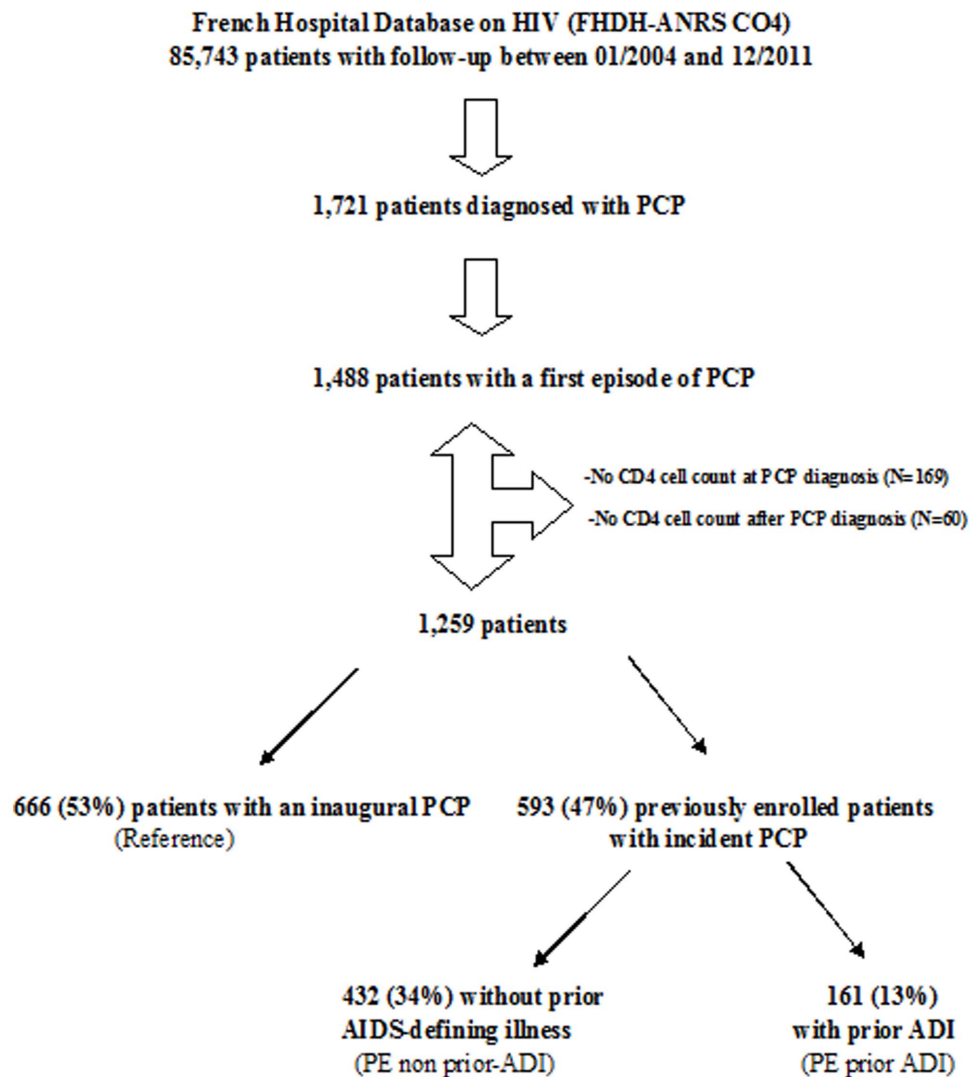 French Hospital Database on HIV (FHDH-ANRS CO4)
85,743 patients with follow-up between 01/2004 and 12/2011
1,721 patients diagnosed with PCP
1,488 patients with a first episode of PCP
-No CD4 cell count at PCP diagnosis (N=169)
-No CD4 cell count after PCP diagnosis (N=60)
1,259 patients
666 (53%) patients with an inaugural PCP
(Reference)
593 (47%) previously enrolled patients
with incident PCP
432 (34%) without prior
AIDS-defining illness
(PE non prior-ADI)
161 (13%)
with prior ADI
(PE prior ADI)